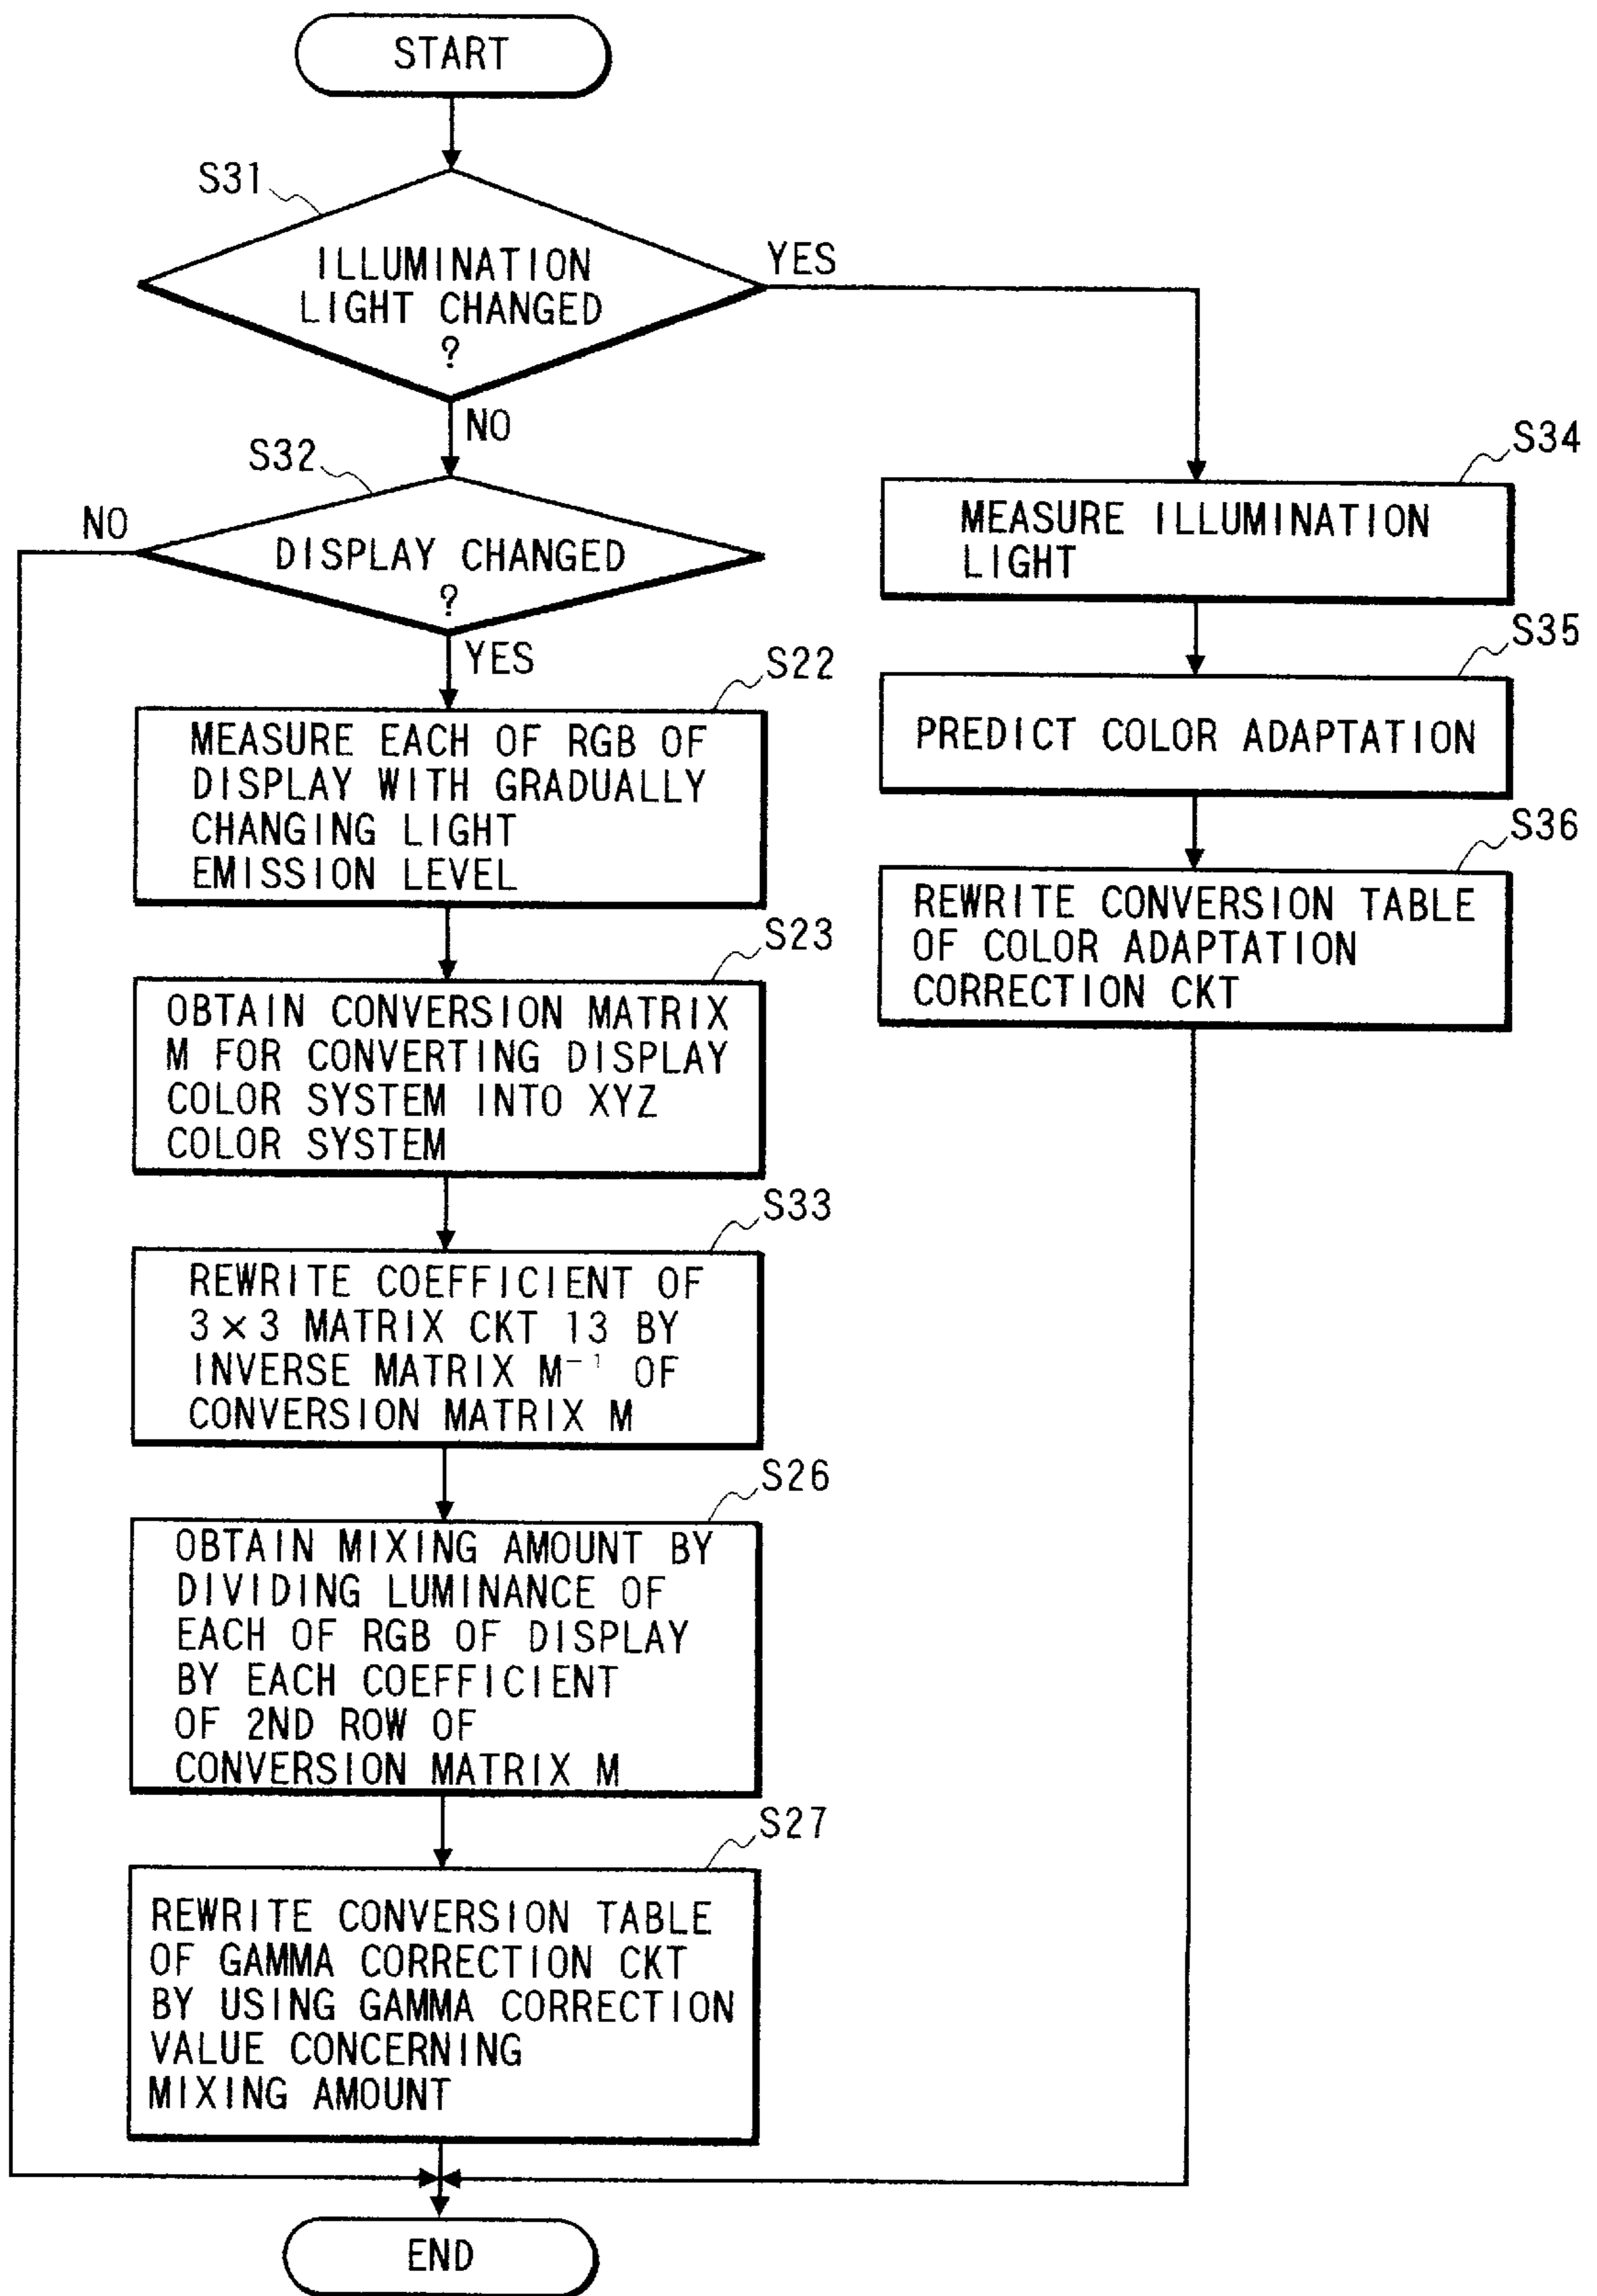 START
S31
ILLUMINATION
LIGHT CHANGED
?
YES
NO
S32
NO
DISPLAY CHANGED
?
YES
S22
MEASURE EACH OF RGB OF
DISPLAY WITH GRADUALLY
CHANGING LIGHT
EMISSION LEVEL
S23
OBTAIN CONVERSION MATRIX
M FOR CONVERTING DISPLAY
COLOR SYSTEM INTO XYZ
COLOR SYSTEM
S33
REWRITE COEFFICIENT OF
3×3 MATRIX CKT 13 BY
INVERSE MATRIX M⁻¹ OF
CONVERSION MATRIX M
S26
OBTAIN MIXING AMOUNT BY
DIVIDING LUMINANCE OF
EACH OF RGB OF DISPLAY
BY EACH COEFFICIENT
OF 2ND ROW OF
CONVERSION MATRIX M
S27
REWRITE CONVERSION TABLE
OF GAMMA CORRECTION CKT
BY USING GAMMA CORRECTION
VALUE CONCERNING
MIXING AMOUNT
S34
MEASURE ILLUMINATION
LIGHT
S35
PREDICT COLOR ADAPTATION
S36
REWRITE CONVERSION TABLE
OF COLOR ADAPTATION
CORRECTION CKT
END